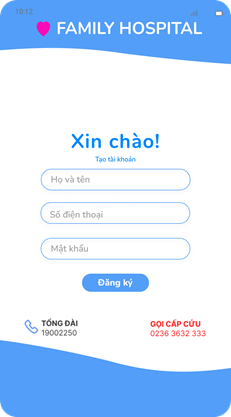 10:12
FAMILY HOSPITAL
Xin chào!
Tạo tài khoản
Họ và tên
Số điện thoại
Mật khẩu
Đăng ký
TỔNG ĐÀI
19002250
GỌI CẤP CỨU
0236 3632 333